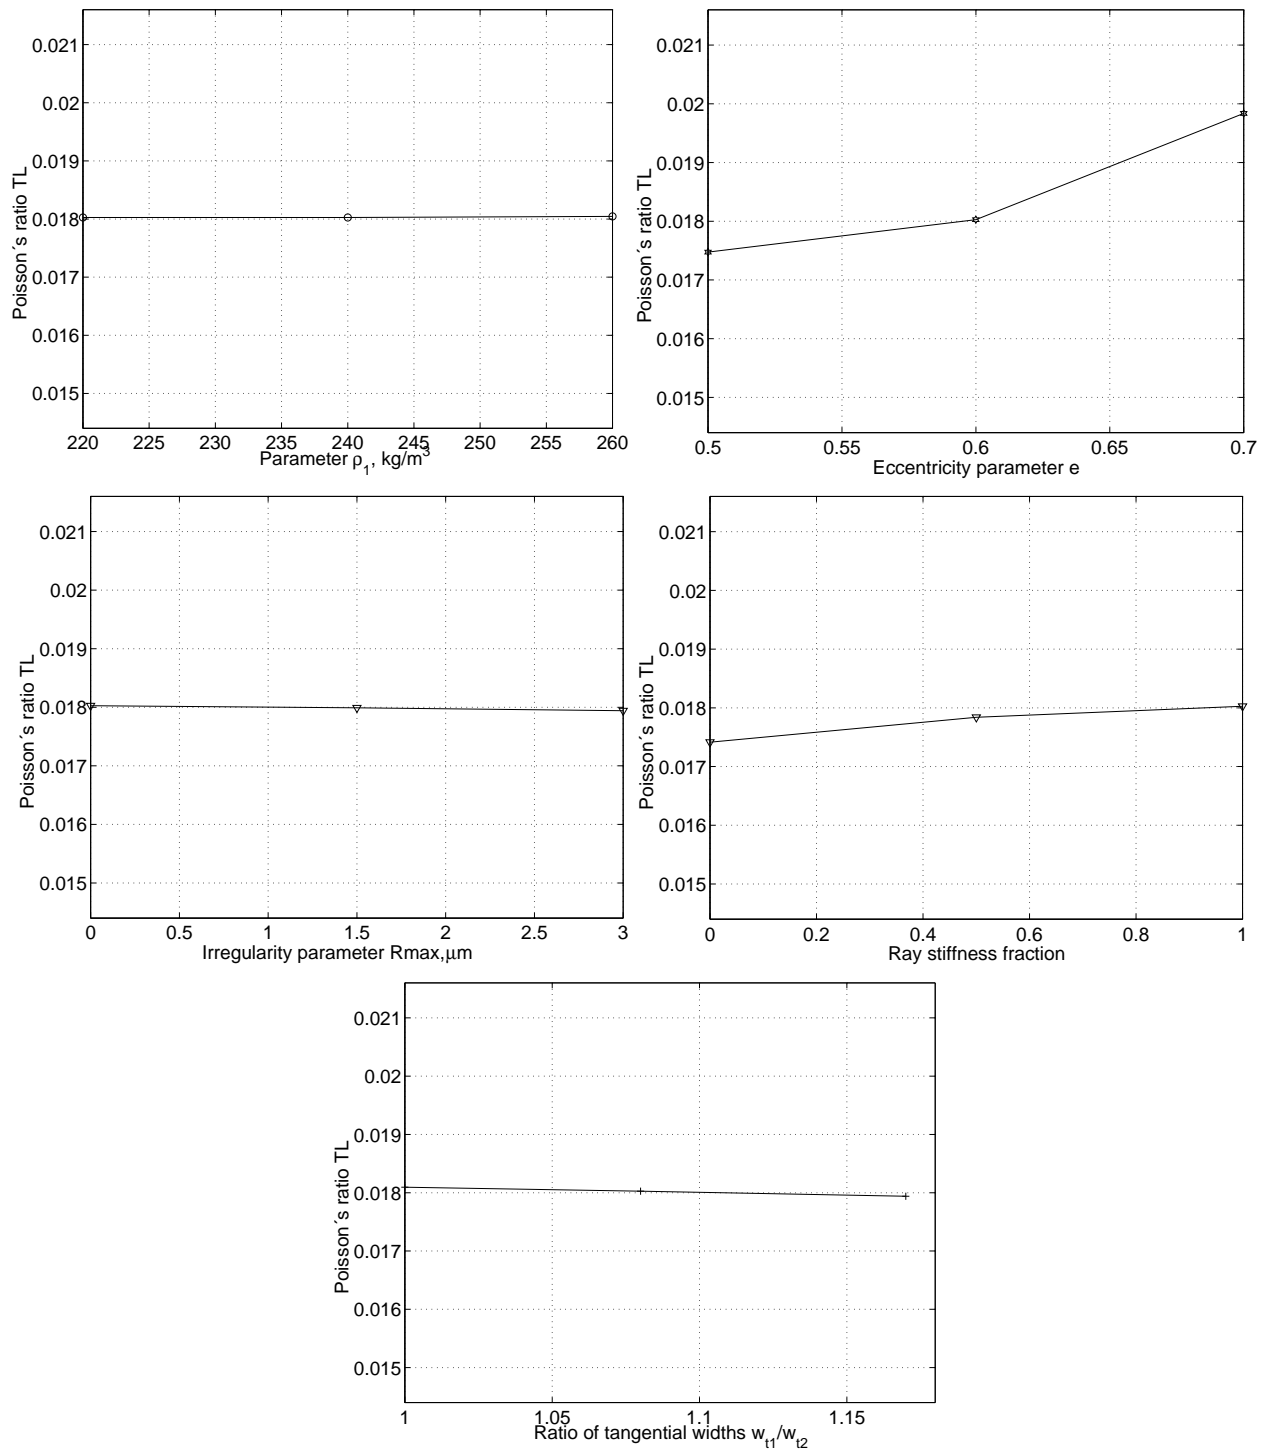 0.021
0.02
0.019
0.018
0.017
0.016
0.015
Poisson´s ratio TL
220 225 230 235 240 245 250 255 260
Parameter ρ1, kg/m³
0.021
0.02
0.019
0.018
0.017
0.016
0.015
Poisson´s ratio TL
0.5 0.55 0.6 0.65 0.7
Eccentricity parameter e
0.021
0.02
0.019
0.018
0.017
0.016
0.015
Poisson´s ratio TL
0 0.5 1 1.5 2 2.5 3
Irregularity parameter Rmax,μm
0.021
0.02
0.019
0.018
0.017
0.016
0.015
Poisson´s ratio TL
0 0.2 0.4 0.6 0.8 1
Ray stiffness fraction
0.021
0.02
0.019
0.018
0.017
0.016
0.015
Poisson´s ratio TL
1 1.05 1.1 1.15
Ratio of tangential widths wt1/wt2